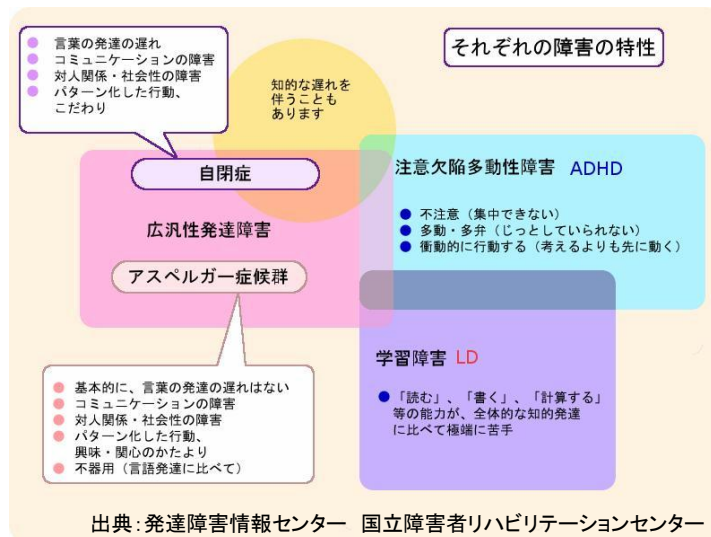 それぞれの障害の特性
● 言葉の発達の遅れ
● コミュニケーションの障害
● 対人関係・社会性の障害
● パターン化した行動、
こだわり
知的な遅れを
伴うことも
あります
自閉症
広汎性発達障害
アスペルガー症候群
● 基本的に、言葉の発達の遅れはない
● コミュニケーションの障害
● 対人関係・社会性の障害
● パターン化した行動、
興味・関心のかたより
● 不器用（言語発達に比べて）
注意欠陥多動性障害 ADHD
● 不注意（集中できない）
● 多動・多弁（じっとしていられない）
● 衝動的に行動する（考えるよりも先に動く）
学習障害 LD
● 「読む」、「書く」、「計算する」
等の能力が、全体的な知的発達
に比べて極端に苦手
出典：発達障害情報センター 国立障害者リハビリテーションセンター